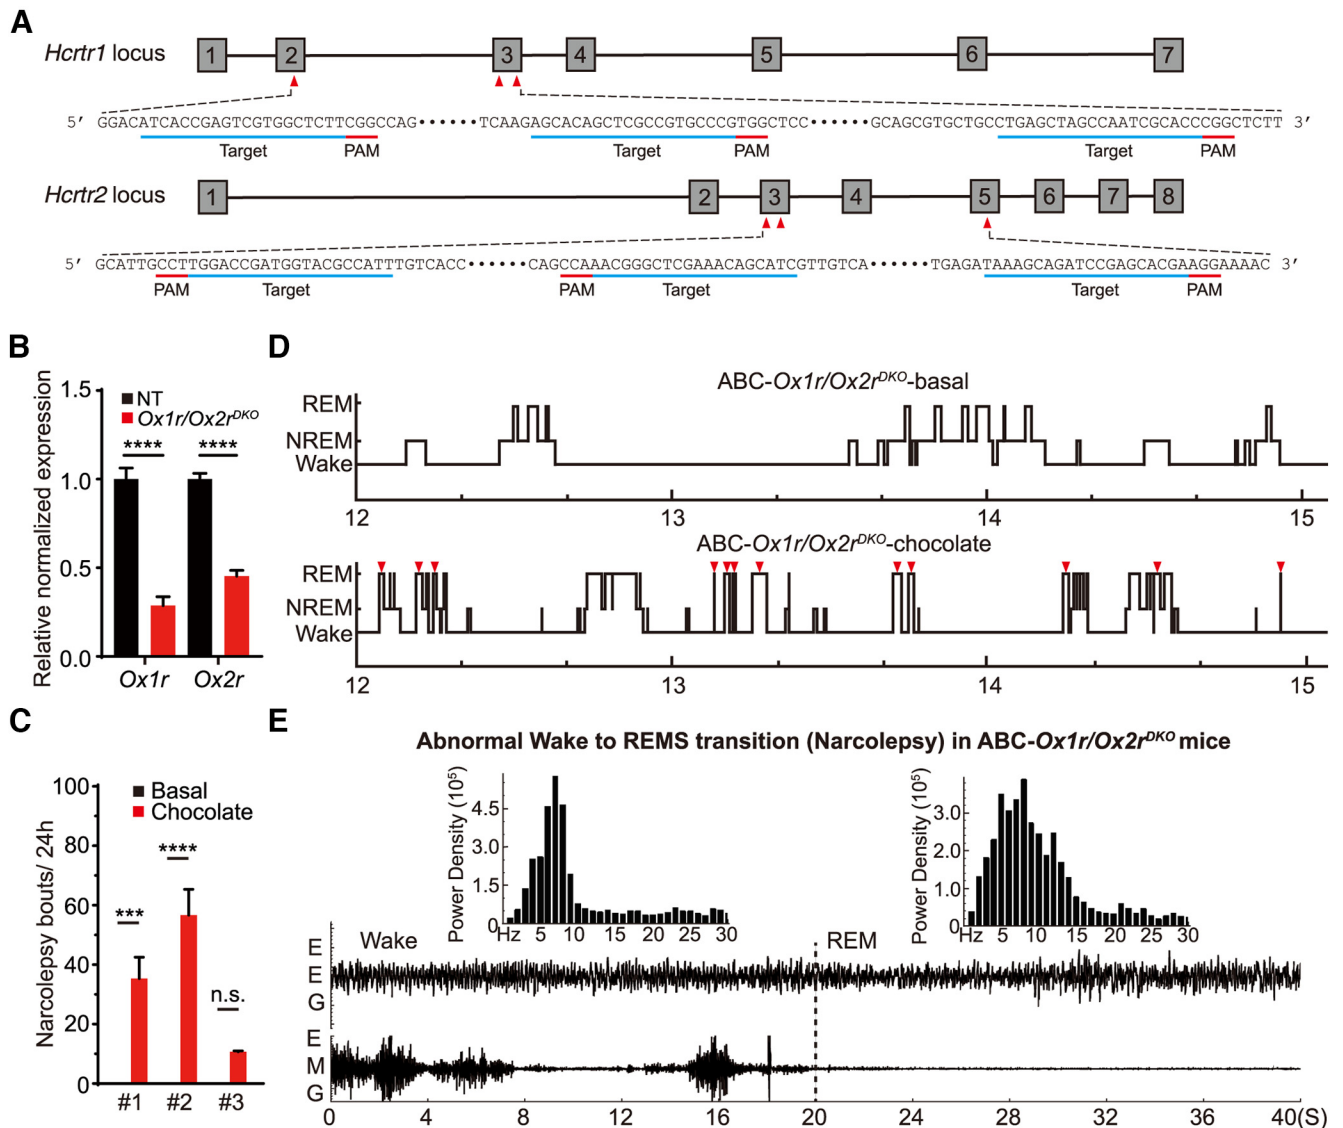 A
Hcrtr1 locus 1 2 3 4 5 6 7
5′ GGACATCACCGAGTCGTGGCTCTTCGGCCAG••••••TCAAGAGCACAGCTCGCCGTGCCCGTGGCTCC••••••GCAGCGTGCTGCCTGAGCTAGCCAATCGCACCCGGCTCTT 3′
Target PAM Target PAM Target PAM
Hcrtr2 locus 1 2 3 4 5 6 7 8
5′ GCATTGCCTTGGACCGATGGTACGCCATTTGTCACC••••••CAGCCAAACGGGCTCGAAACAGCATCGTTGTCA••••••TGAGATAAAGCAGATCCGAGCACGAAGGAAAAC 3′
PAM Target PAM Target Target PAM
B
Relative normalized expression
1.5
1.0
0.5
0.0
NT
Ox1r/Ox2rDKO
**** ****
Ox1r Ox2r
C
Narcolepsy bouts/ 24h
100
80
60
40
20
0
Basal
Chocolate
***
****
n.s.
#1 #2 #3
D
ABC-Ox1r/Ox2rDKO-basal
REM
NREM
Wake
12 13 14 15
ABC-Ox1r/Ox2rDKO-chocolate
REM
NREM
Wake
12 13 14 15
E
Abnormal Wake to REMS transition (Narcolepsy) in ABC-Ox1r/Ox2rDKO mice
Power Density (10⁵)
4.5
3.0
1.5
0
Hz 5 10 15 20 25 30
Power Density (10⁵)
3.0
2.0
1.0
0
Hz 5 10 15 20 25 30
Wake REM
EEG
EMG
0 4 8 12 16 20 24 28 32 36 40(S)